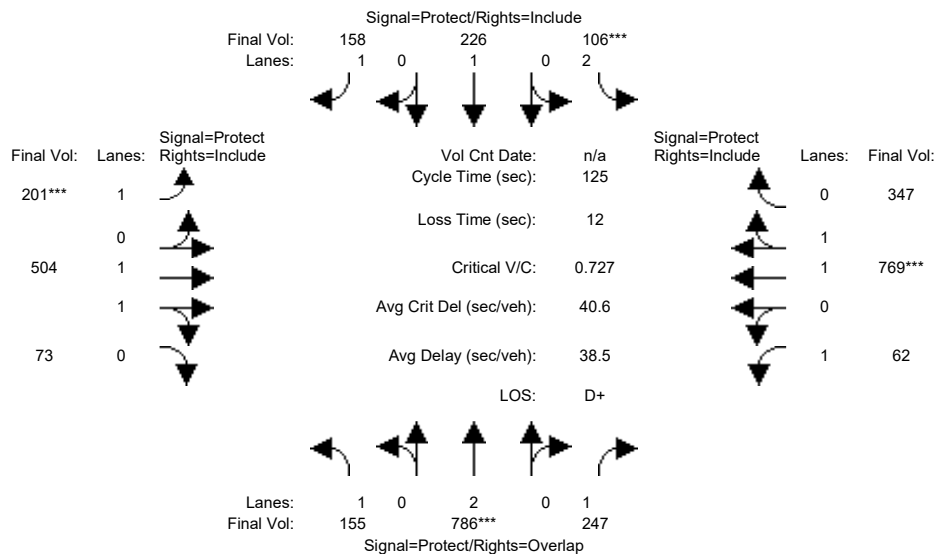 Signal=Protect/Rights=Include
Final Vol: 158 226 106***
Lanes: 1 0 1 0 2
Signal=Protect
Final Vol: Lanes: Rights=Include
Vol Cnt Date: n/a
Signal=Protect
Rights=Include Lanes: Final Vol:
Cycle Time (sec): 125
201*** 1
0 347
Loss Time (sec): 12
0
1
504 1
Critical V/C: 0.727
1 769***
1
Avg Crit Del (sec/veh): 40.6
0
73 0
Avg Delay (sec/veh): 38.5
1 62
LOS: D+
Lanes: 1 0 2 0 1
Final Vol: 155 786*** 247
Signal=Protect/Rights=Overlap